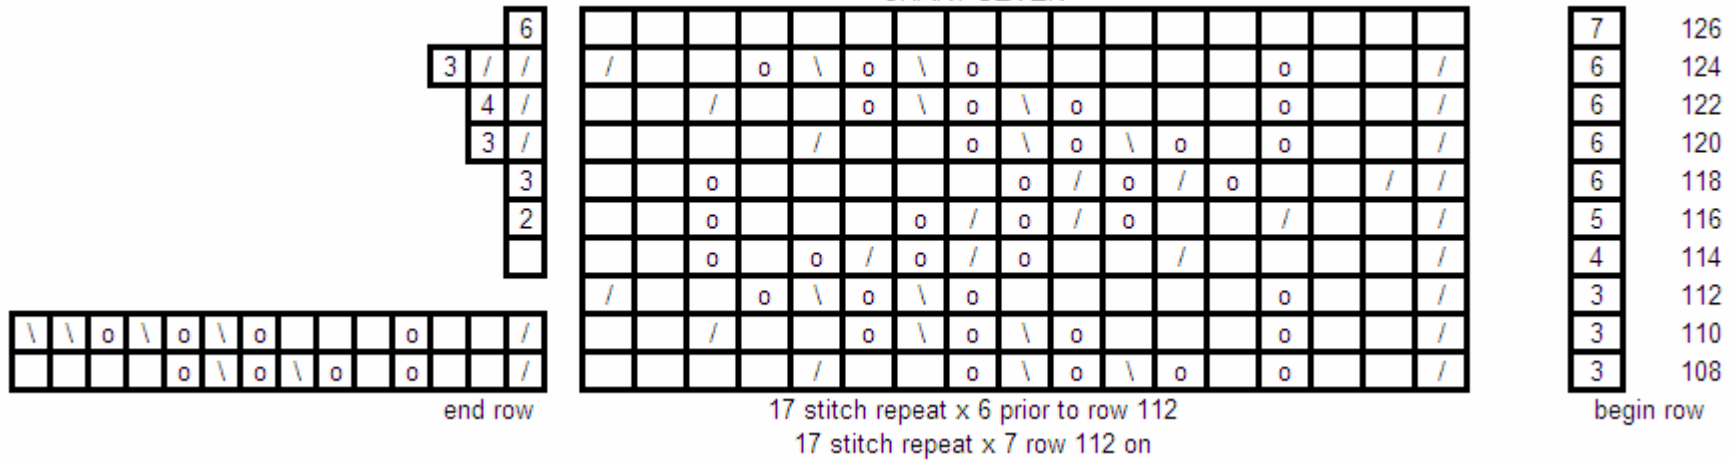 6 7 126
3 / / / o \ o \ o o / 6 124
4 / / o \ o \ o o / 6 122
3 / / o \ o \ o o / 6 120
3 o o / o / o / / 6 118
2 o o / o / o / / 5 116
o o / o / o / / 4 114
/ o \ o \ o o / 3 112
\ \ o \ o \ o o / / o \ o \ o o / 3 110
o \ o \ o o / / o \ o \ o o / 3 108
end row 17 stitch repeat x 6 prior to row 112 begin row
17 stitch repeat x 7 row 112 on